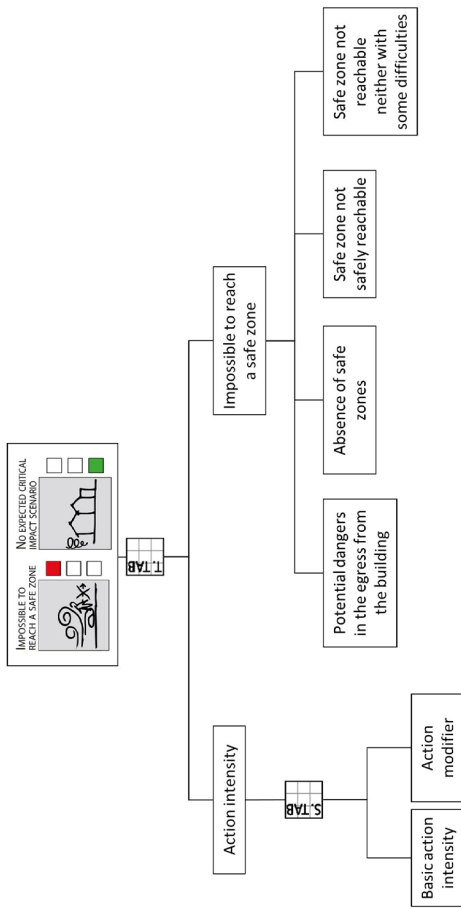 IMPOSSIBLE TO
REACH A SAFE ZONE
NO EXPECTED CRITICAL
IMPACT SCENARIO
T. TAB
Action intensity
Impossible to reach
a safe zone
S. TAB
Basic action
intensity
Action
modifier
Potential dangers
in the egress from
the building
Absence of safe
zones
Safe zone not
safely reachable
Safe zone not
reachable
neither with
some difficulties